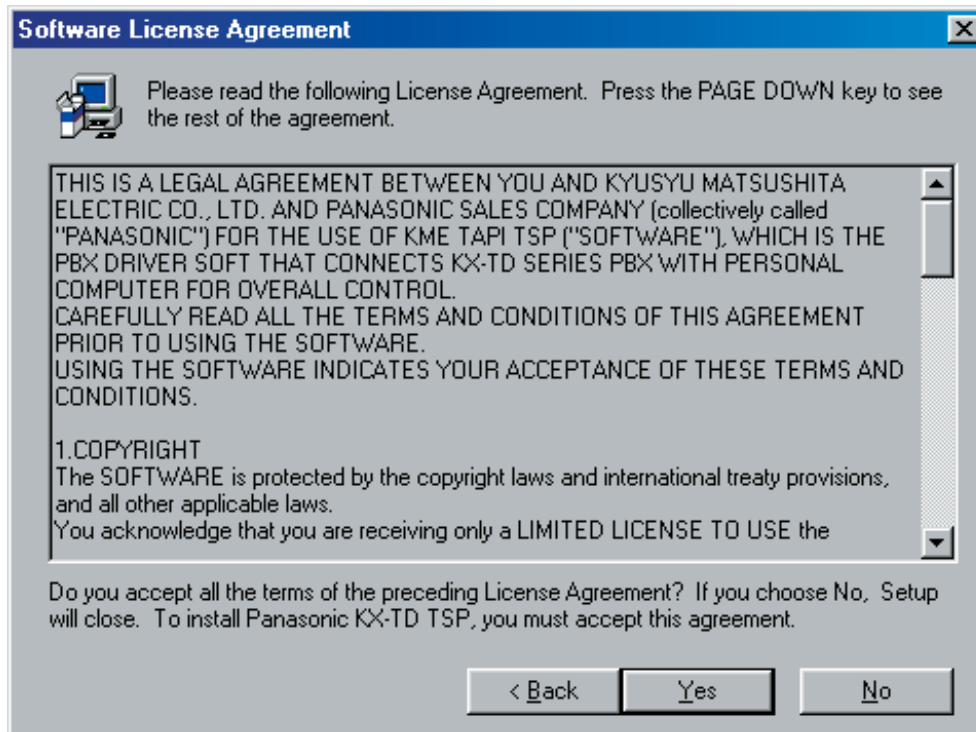 Software License Agreement
Please read the following License Agreement. Press the PAGE DOWN key to see
the rest of the agreement.
THIS IS A LEGAL AGREEMENT BETWEEN YOU AND KYUSYU MATSUSHITA
ELECTRIC CO., LTD. AND PANASONIC SALES COMPANY (collectively called
"PANASONIC") FOR THE USE OF KME TAPI TSP ("SOFTWARE"), WHICH IS THE
PBX DRIVER SOFT THAT CONNECTS KX-TD SERIES PBX WITH PERSONAL
COMPUTER FOR OVERALL CONTROL.
CAREFULLY READ ALL THE TERMS AND CONDITIONS OF THIS AGREEMENT
PRIOR TO USING THE SOFTWARE.
USING THE SOFTWARE INDICATES YOUR ACCEPTANCE OF THESE TERMS AND
CONDITIONS.
1.COPYRIGHT
The SOFTWARE is protected by the copyright laws and international treaty provisions,
and all other applicable laws.
You acknowledge that you are receiving only a LIMITED LICENSE TO USE the
Do you accept all the terms of the preceding License Agreement? If you choose No, Setup
will close. To install Panasonic KX-TD TSP, you must accept this agreement.
< Back
Yes
No